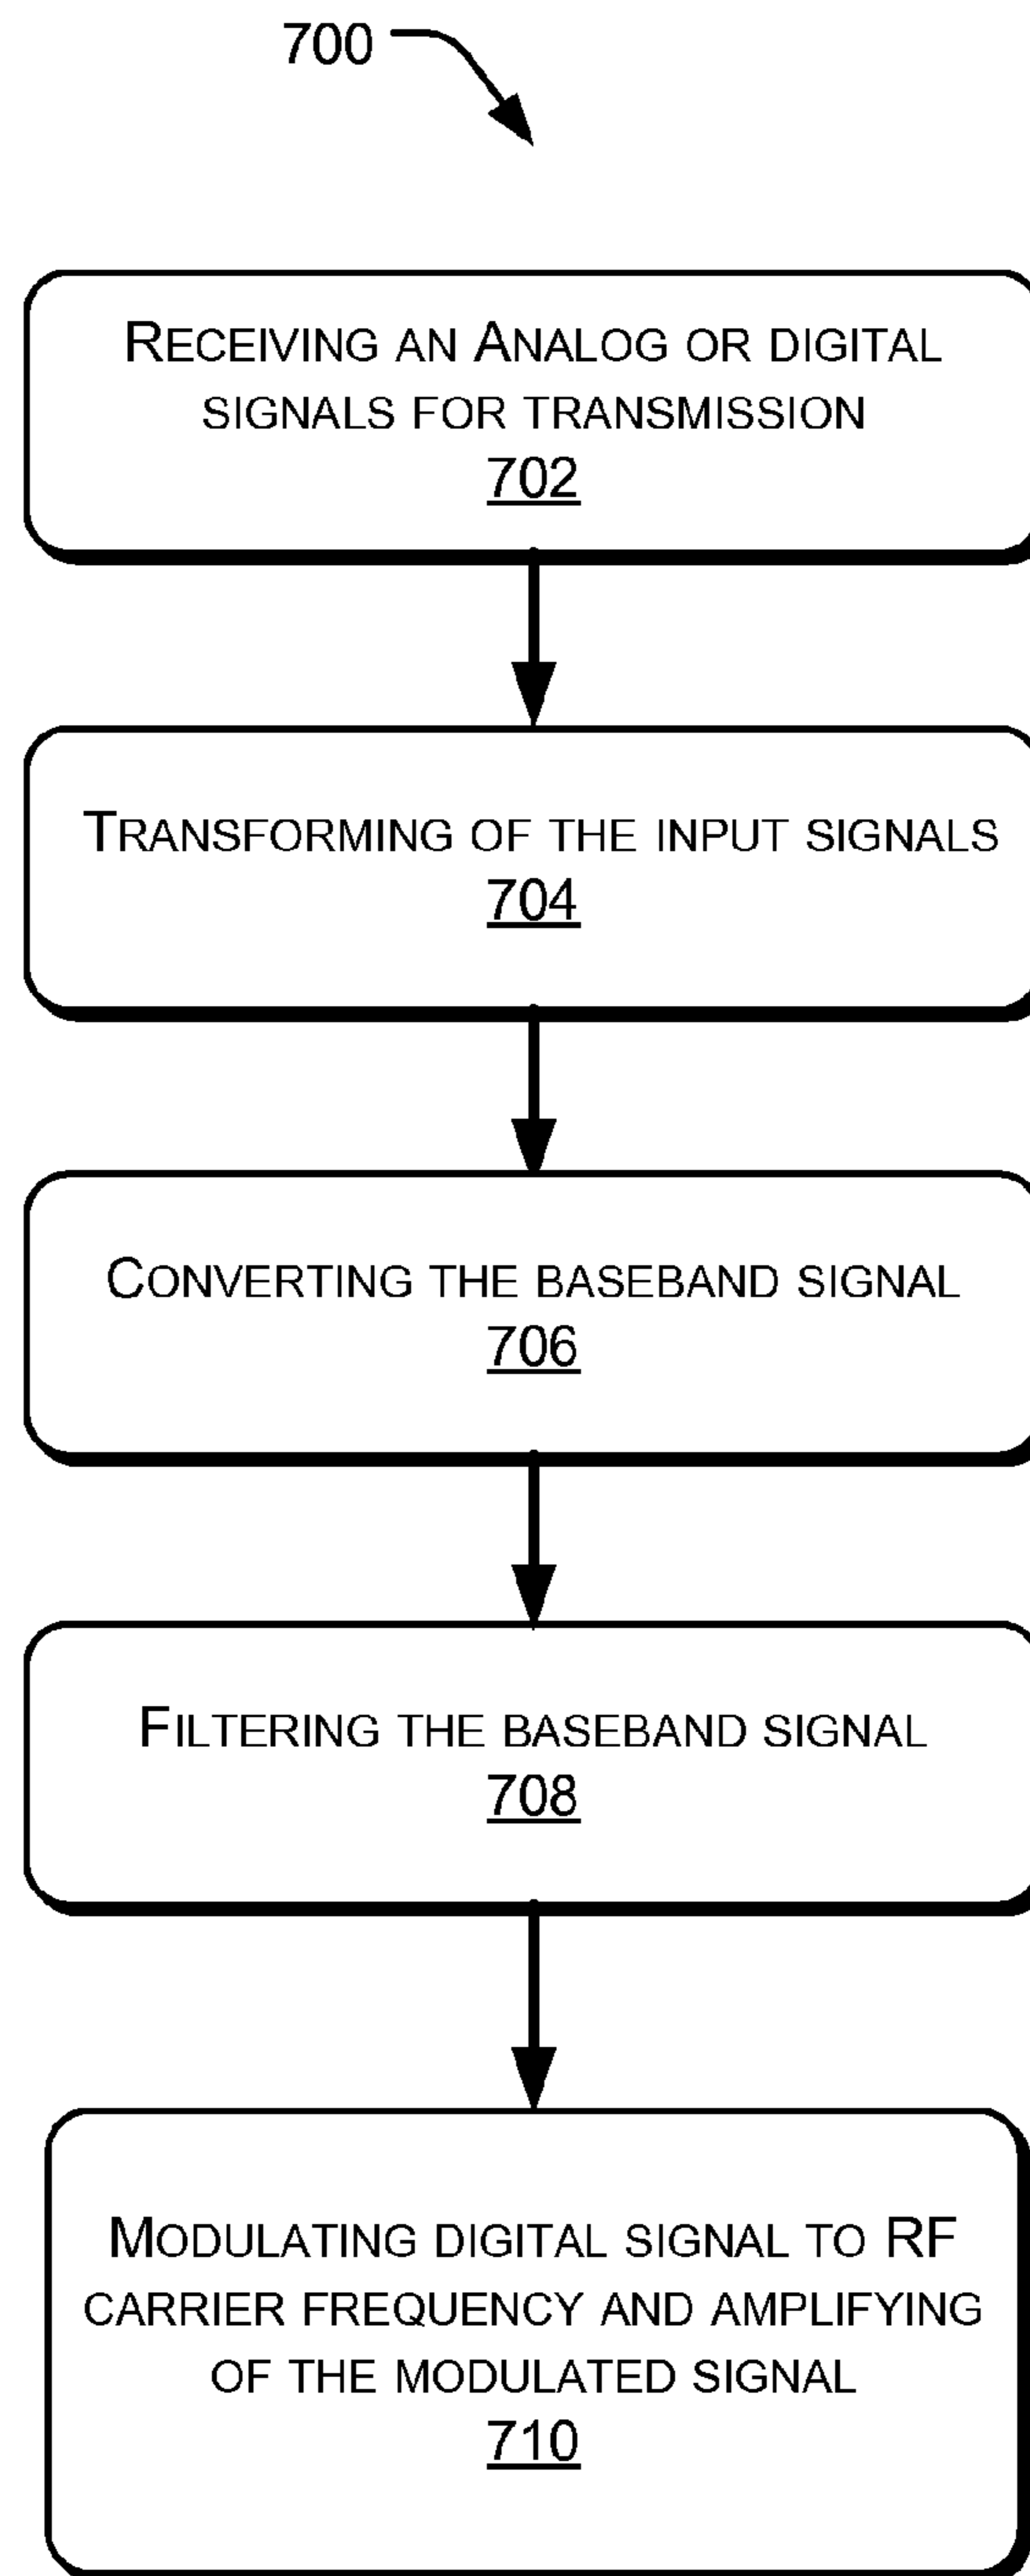 700
RECEIVING AN ANALOG OR DIGITAL
SIGNALS FOR TRANSMISSION
702
TRANSFORMING OF THE INPUT SIGNALS
704
CONVERTING THE BASEBAND SIGNAL
706
FILTERING THE BASEBAND SIGNAL
708
MODULATING DIGITAL SIGNAL TO RF
CARRIER FREQUENCY AND AMPLIFYING
OF THE MODULATED SIGNAL
710